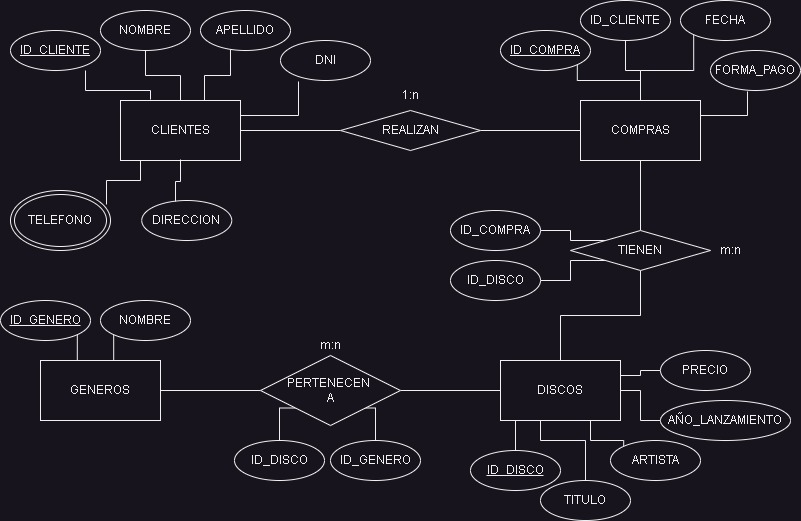 ID_CLIENTE
NOMBRE
APELLIDO
DNI
CLIENTES
TELEFONO
DIRECCION
1:n
REALIZAN
ID_COMPRA
ID_CLIENTE
FECHA
FORMA_PAGO
COMPRAS
ID_COMPRA
ID_DISCO
TIENEN
m:n
ID_GENERO
NOMBRE
GENEROS
m:n
PERTENECEN
A
ID_DISCO
ID_GENERO
DISCOS
PRECIO
AÑO_LANZAMIENTO
ARTISTA
ID_DISCO
TITULO